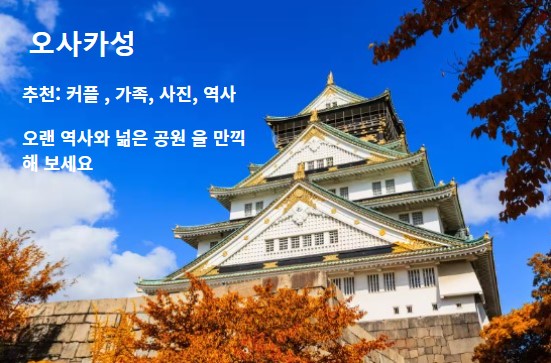 오사카성
추천: 커플 , 가족, 사진, 역사
오랜 역사와 넓은 공원 을 만끽
해 보세요